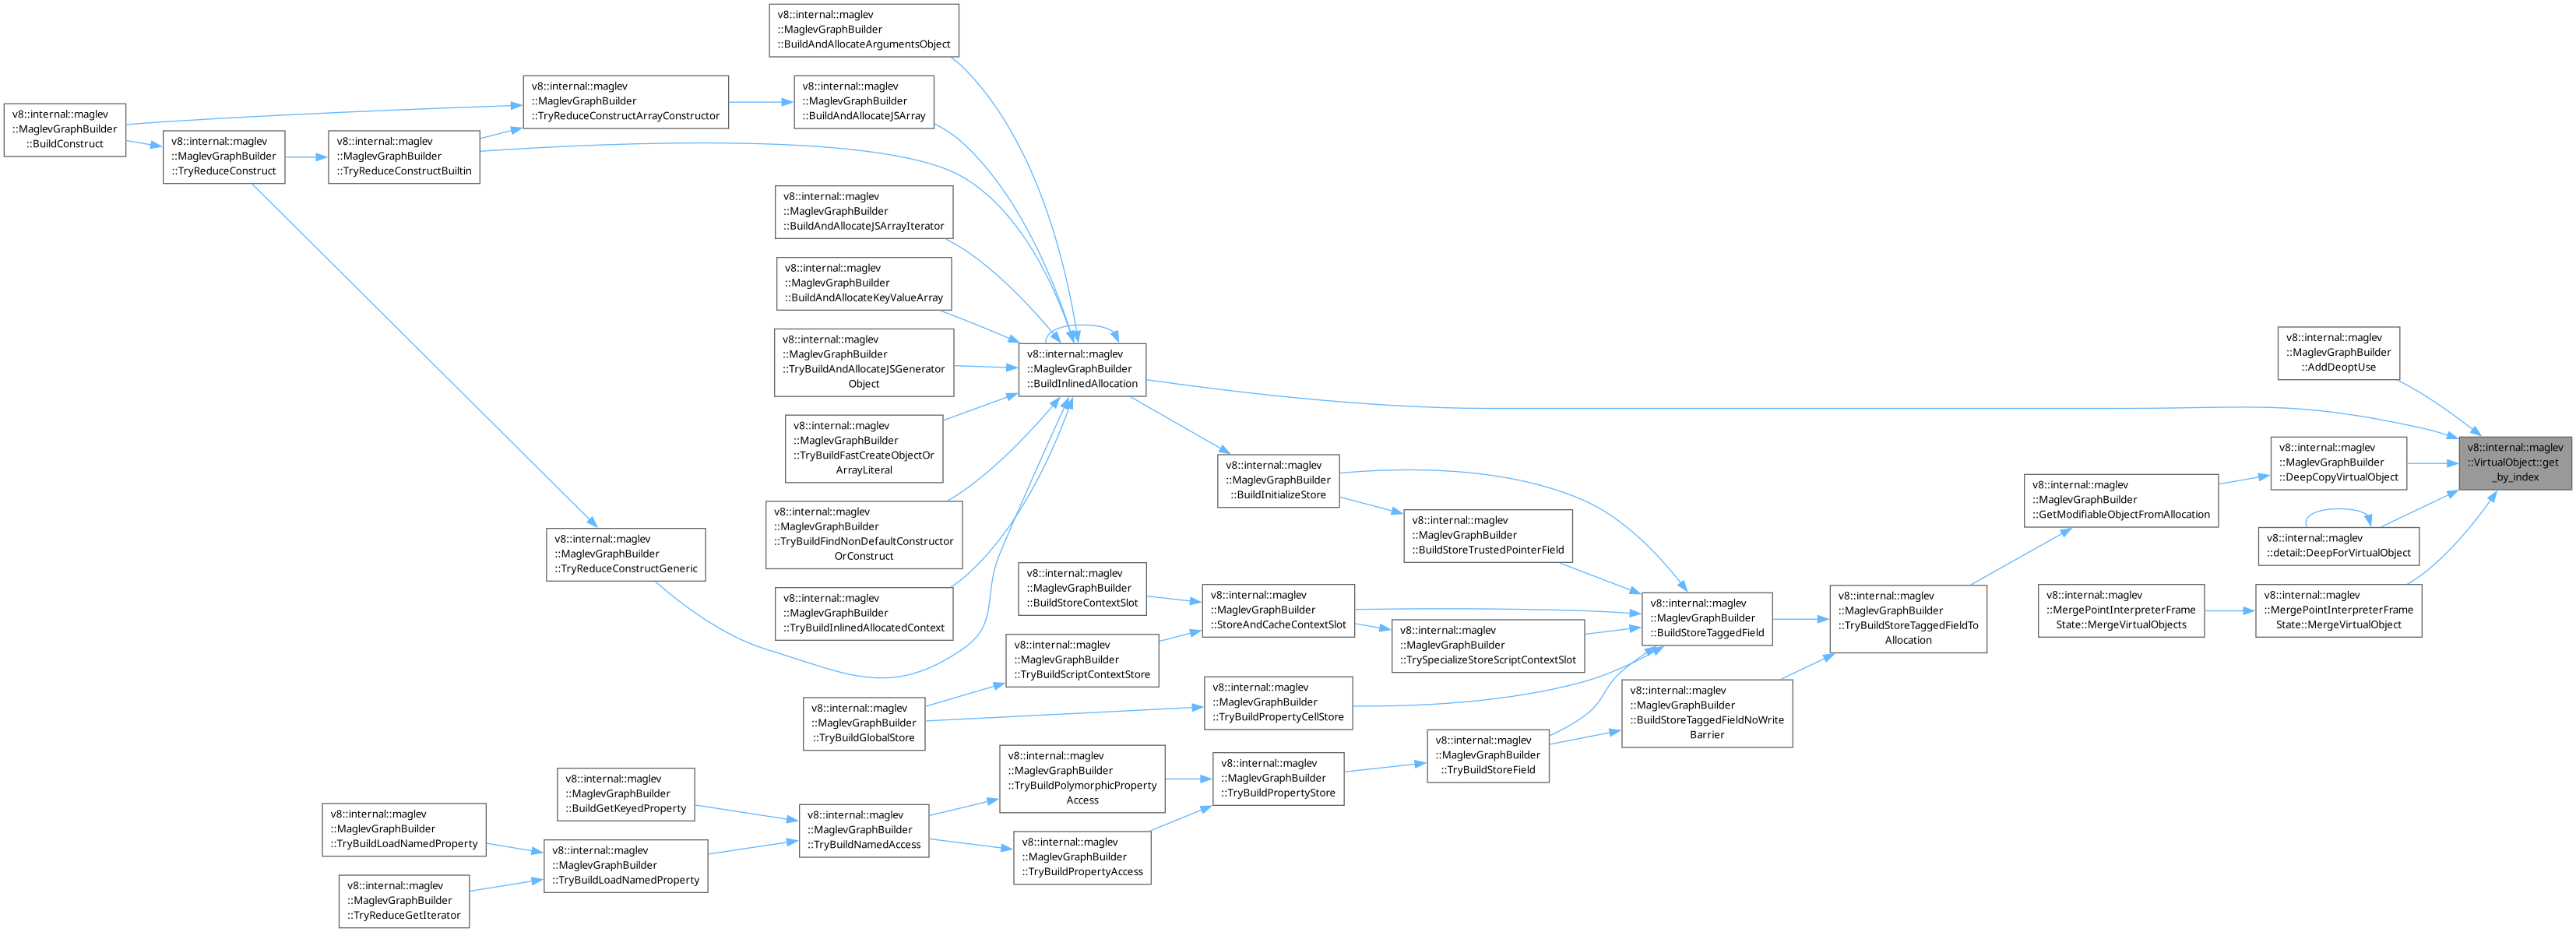 v8::internal::maglev
::MaglevGraphBuilder
::BuildAndAllocateArgumentsObject
v8::internal::maglev
::MaglevGraphBuilder
::BuildConstruct
v8::internal::maglev
::MaglevGraphBuilder
::TryReduceConstruct
v8::internal::maglev
::MaglevGraphBuilder
::TryReduceConstructBuiltin
v8::internal::maglev
::MaglevGraphBuilder
::TryReduceConstructArrayConstructor
v8::internal::maglev
::MaglevGraphBuilder
::BuildAndAllocateJSArray
v8::internal::maglev
::MaglevGraphBuilder
::BuildAndAllocateJSArrayIterator
v8::internal::maglev
::MaglevGraphBuilder
::BuildAndAllocateKeyValueArray
v8::internal::maglev
::MaglevGraphBuilder
::TryBuildAndAllocateJSGenerator
Object
v8::internal::maglev
::MaglevGraphBuilder
::TryBuildFastCreateObjectOr
ArrayLiteral
v8::internal::maglev
::MaglevGraphBuilder
::TryBuildFindNonDefaultConstructor
OrConstruct
v8::internal::maglev
::MaglevGraphBuilder
::TryBuildInlinedAllocatedContext
v8::internal::maglev
::MaglevGraphBuilder
::TryReduceConstructGeneric
v8::internal::maglev
::MaglevGraphBuilder
::BuildInlinedAllocation
v8::internal::maglev
::MaglevGraphBuilder
::BuildInitializeStore
v8::internal::maglev
::MaglevGraphBuilder
::BuildStoreTrustedPointerField
v8::internal::maglev
::MaglevGraphBuilder
::BuildStoreContextSlot
v8::internal::maglev
::MaglevGraphBuilder
::StoreAndCacheContextSlot
v8::internal::maglev
::MaglevGraphBuilder
::TrySpecializeStoreScriptContextSlot
v8::internal::maglev
::MaglevGraphBuilder
::TryBuildScriptContextStore
v8::internal::maglev
::MaglevGraphBuilder
::TryBuildGlobalStore
v8::internal::maglev
::MaglevGraphBuilder
::TryBuildPropertyCellStore
v8::internal::maglev
::MaglevGraphBuilder
::BuildStoreTaggedField
v8::internal::maglev
::MaglevGraphBuilder
::TryBuildStoreTaggedFieldTo
Allocation
v8::internal::maglev
::MaglevGraphBuilder
::BuildStoreTaggedFieldNoWrite
Barrier
v8::internal::maglev
::MaglevGraphBuilder
::TryBuildStoreField
v8::internal::maglev
::MaglevGraphBuilder
::TryBuildPropertyStore
v8::internal::maglev
::MaglevGraphBuilder
::TryBuildPolymorphicProperty
Access
v8::internal::maglev
::MaglevGraphBuilder
::TryBuildPropertyAccess
v8::internal::maglev
::MaglevGraphBuilder
::TryBuildNamedAccess
v8::internal::maglev
::MaglevGraphBuilder
::BuildGetKeyedProperty
v8::internal::maglev
::MaglevGraphBuilder
::TryBuildLoadNamedProperty
v8::internal::maglev
::MaglevGraphBuilder
::TryBuildLoadNamedProperty
v8::internal::maglev
::MaglevGraphBuilder
::TryReduceGetIterator
v8::internal::maglev
::MaglevGraphBuilder
::AddDeoptUse
v8::internal::maglev
::MaglevGraphBuilder
::DeepCopyVirtualObject
v8::internal::maglev
::MaglevGraphBuilder
::GetModifiableObjectFromAllocation
v8::internal::maglev
::detail::DeepForVirtualObject
v8::internal::maglev
::MergePointInterpreterFrame
State::MergeVirtualObject
v8::internal::maglev
::MergePointInterpreterFrame
State::MergeVirtualObjects
v8::internal::maglev
::VirtualObject::get
_by_index